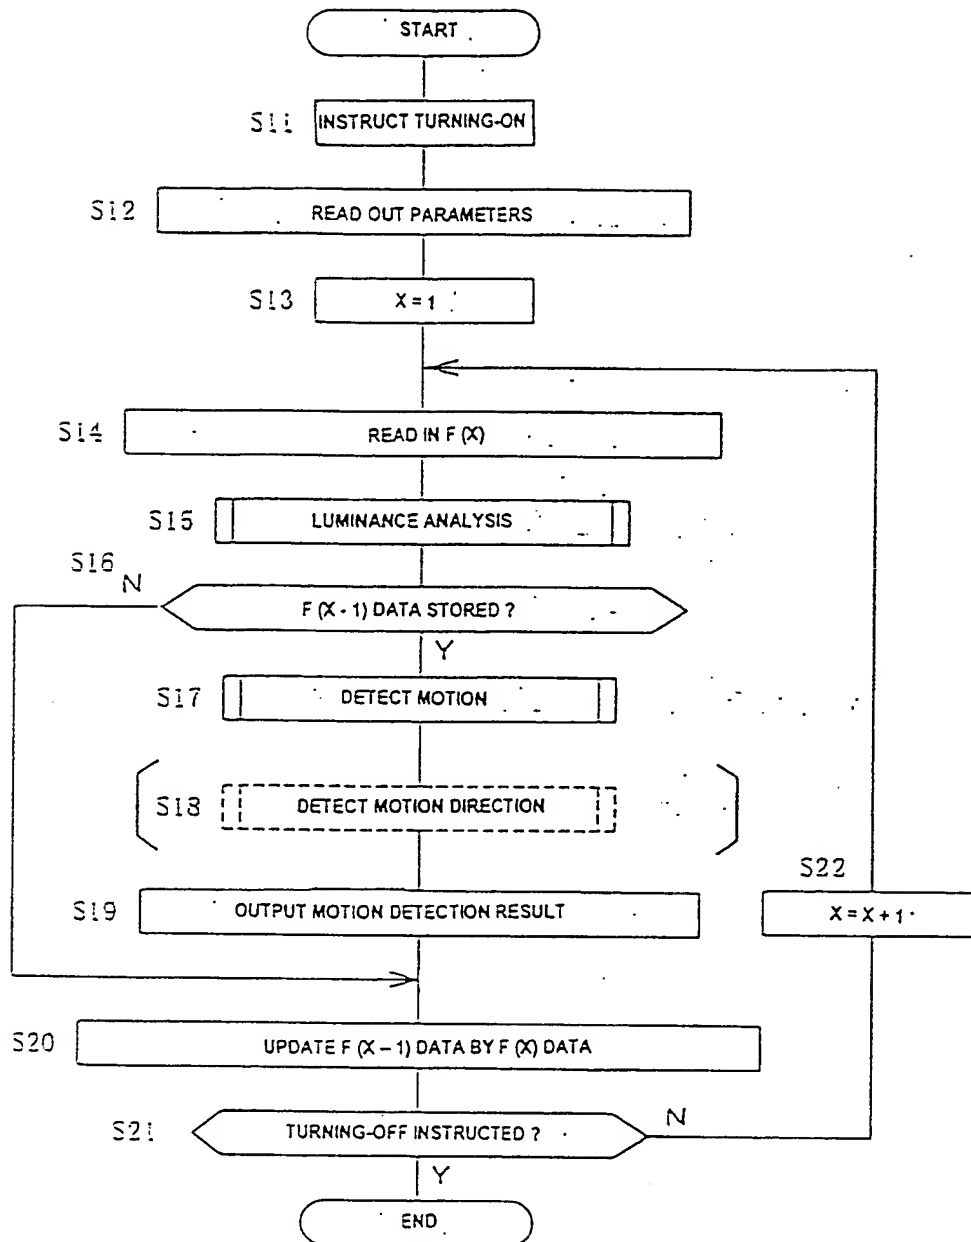 START
S11 INSTRUCT TURNING-ON
S12 READ OUT PARAMETERS
S13 X = 1
S14 READ IN F (X)
S15 LUMINANCE ANALYSIS
S16
N
F (X - 1) DATA STORED ?
Y
S17 DETECT MOTION
S18 DETECT MOTION DIRECTION
S22
S19 OUTPUT MOTION DETECTION RESULT
X = X + 1
S20 UPDATE F (X – 1) DATA BY F (X) DATA
S21 TURNING-OFF INSTRUCTED ?
N
Y
END